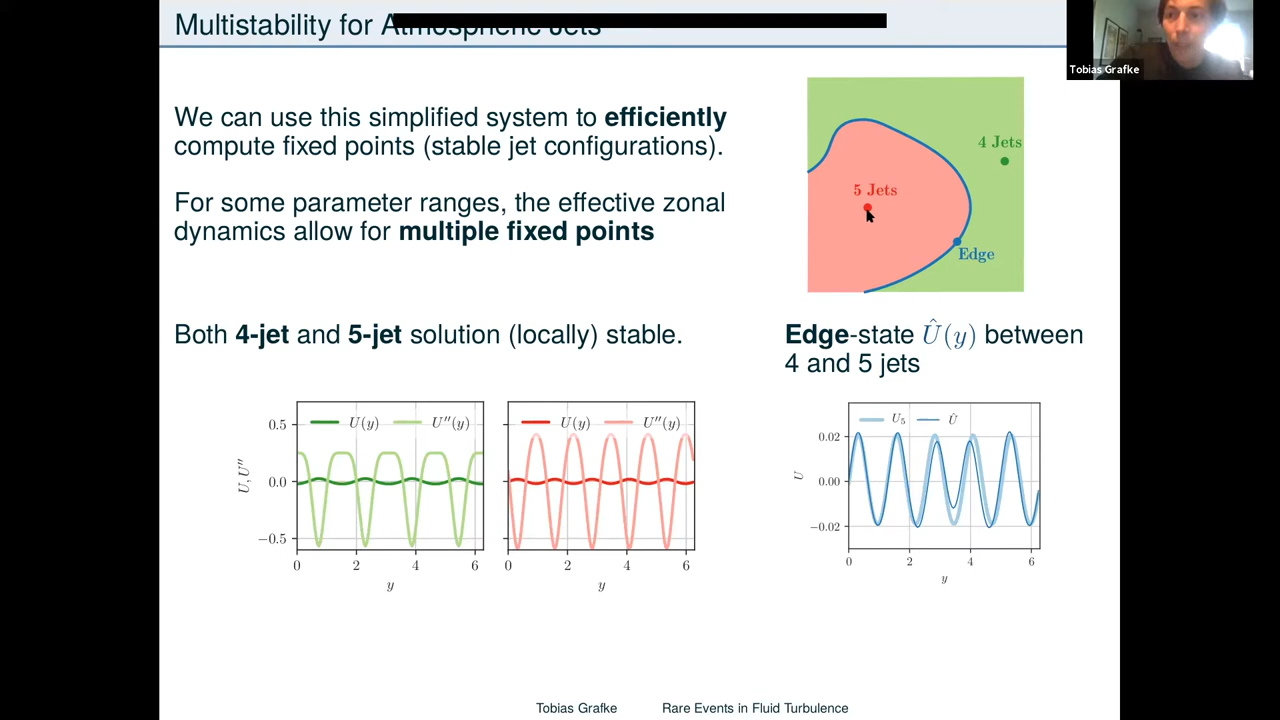 Multistability for Atmospheric Jets
Tobias Grafke
We can use this simplified system to efficiently
compute fixed points (stable jet configurations).
For some parameter ranges, the effective zonal
dynamics allow for multiple fixed points
4 Jets
5 Jets
Edge
Both 4-jet and 5-jet solution (locally) stable.
Edge-state Û(y) between
4 and 5 jets
U(y) U''(y)
U(y) U''(y)
U₅ Û
0.5
0.0
−0.5
U, U''
0 2 4 6
y
0 2 4 6
y
0.02
0.00
−0.02
U
0 2 4 6
y
Tobias Grafke Rare Events in Fluid Turbulence